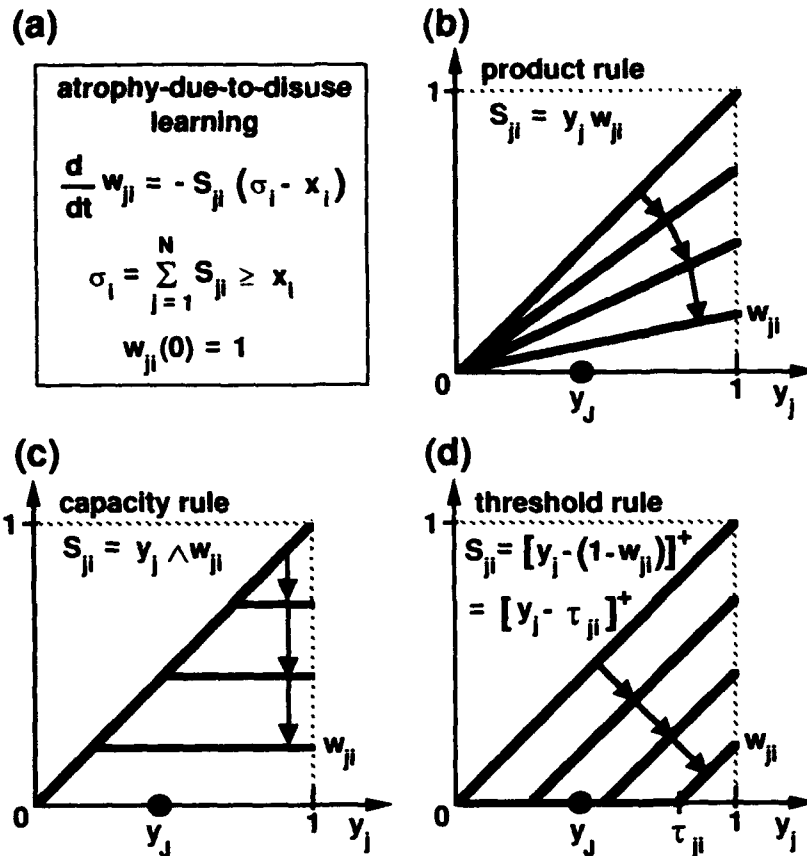 (a)
atrophy-due-to-disuse
learning
d/dt w_ji = - S_ji (σ_i - x_i)
σ_i = Σ_{j = 1}^{N} S_ji ≥ x_i
w_ji(0) = 1
(b)
product rule
S_ji = y_j w_ji
1
w_ji
0
y_J
1
y_j
(c)
capacity rule
S_ji = y_j ∧ w_ji
1
w_ji
0
y_J
1
y_j
(d)
threshold rule
S_ji = [y_j - (1 - w_ji)]^+
= [y_j - τ_ji]^+
1
w_ji
0
y_J
τ_ji
1
y_j